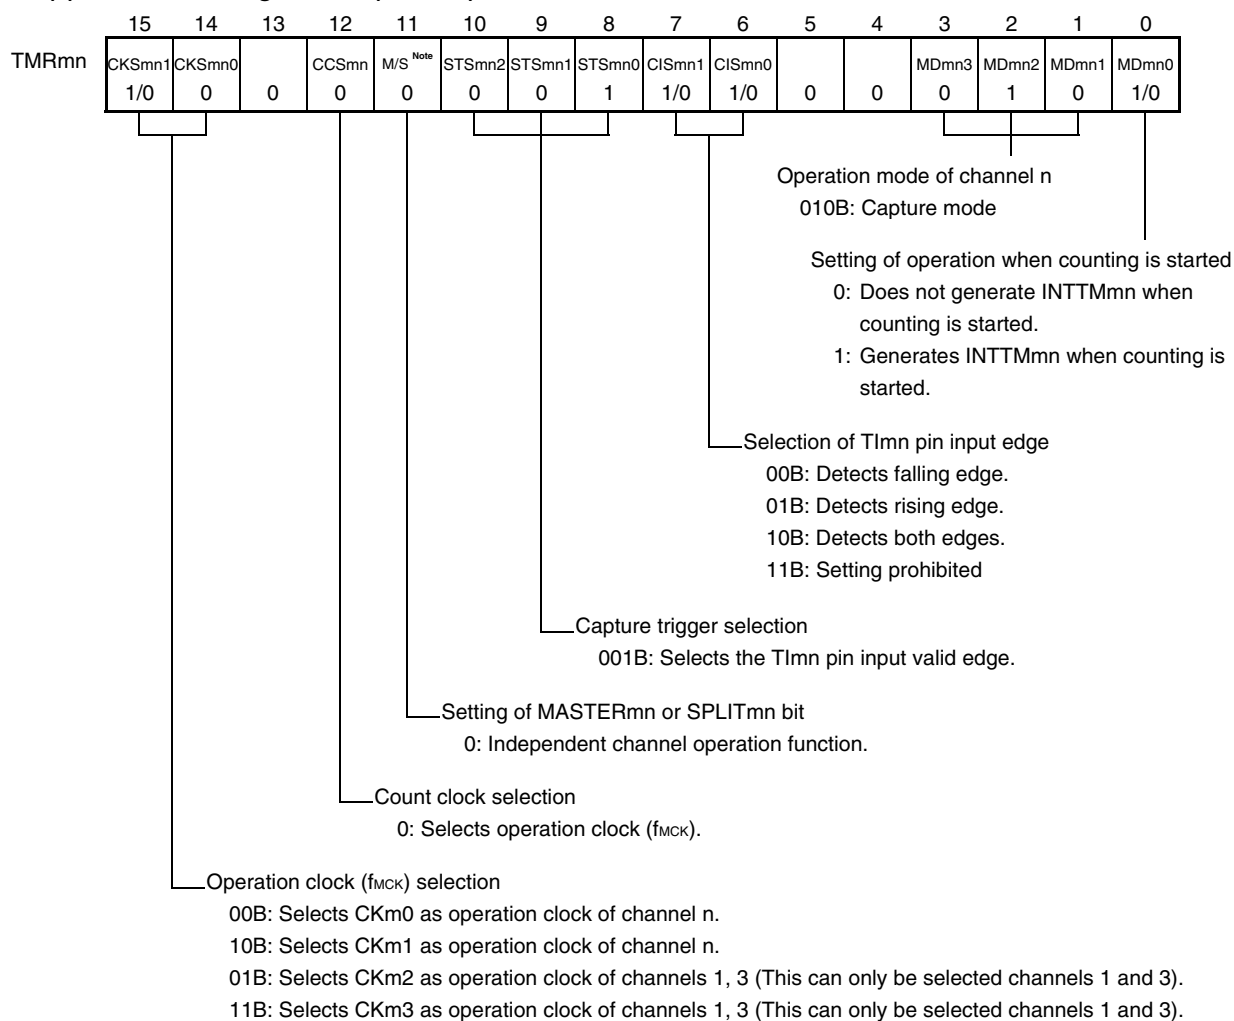 15 14 13 12 11 10 9 8 7 6 5 4 3 2 1 0
TMRmn CKSmn1 CKSmn0 CCSmn M/S Note STSmn2 STSmn1 STSmn0 CISmn1 CISmn0 MDmn3 MDmn2 MDmn1 MDmn0
1/0 0 0 0 0 0 0 1 1/0 1/0 0 0 0 1 0 1/0
Operation mode of channel n
010B: Capture mode
Setting of operation when counting is started
0: Does not generate INTTMmn when
counting is started.
1: Generates INTTMmn when counting is
started.
Selection of TImn pin input edge
00B: Detects falling edge.
01B: Detects rising edge.
10B: Detects both edges.
11B: Setting prohibited
Capture trigger selection
001B: Selects the TImn pin input valid edge.
Setting of MASTERmn or SPLITmn bit
0: Independent channel operation function.
Count clock selection
0: Selects operation clock (fMCK).
Operation clock (fMCK) selection
00B: Selects CKm0 as operation clock of channel n.
10B: Selects CKm1 as operation clock of channel n.
01B: Selects CKm2 as operation clock of channels 1, 3 (This can only be selected channels 1 and 3).
11B: Selects CKm3 as operation clock of channels 1, 3 (This can only be selected channels 1 and 3).